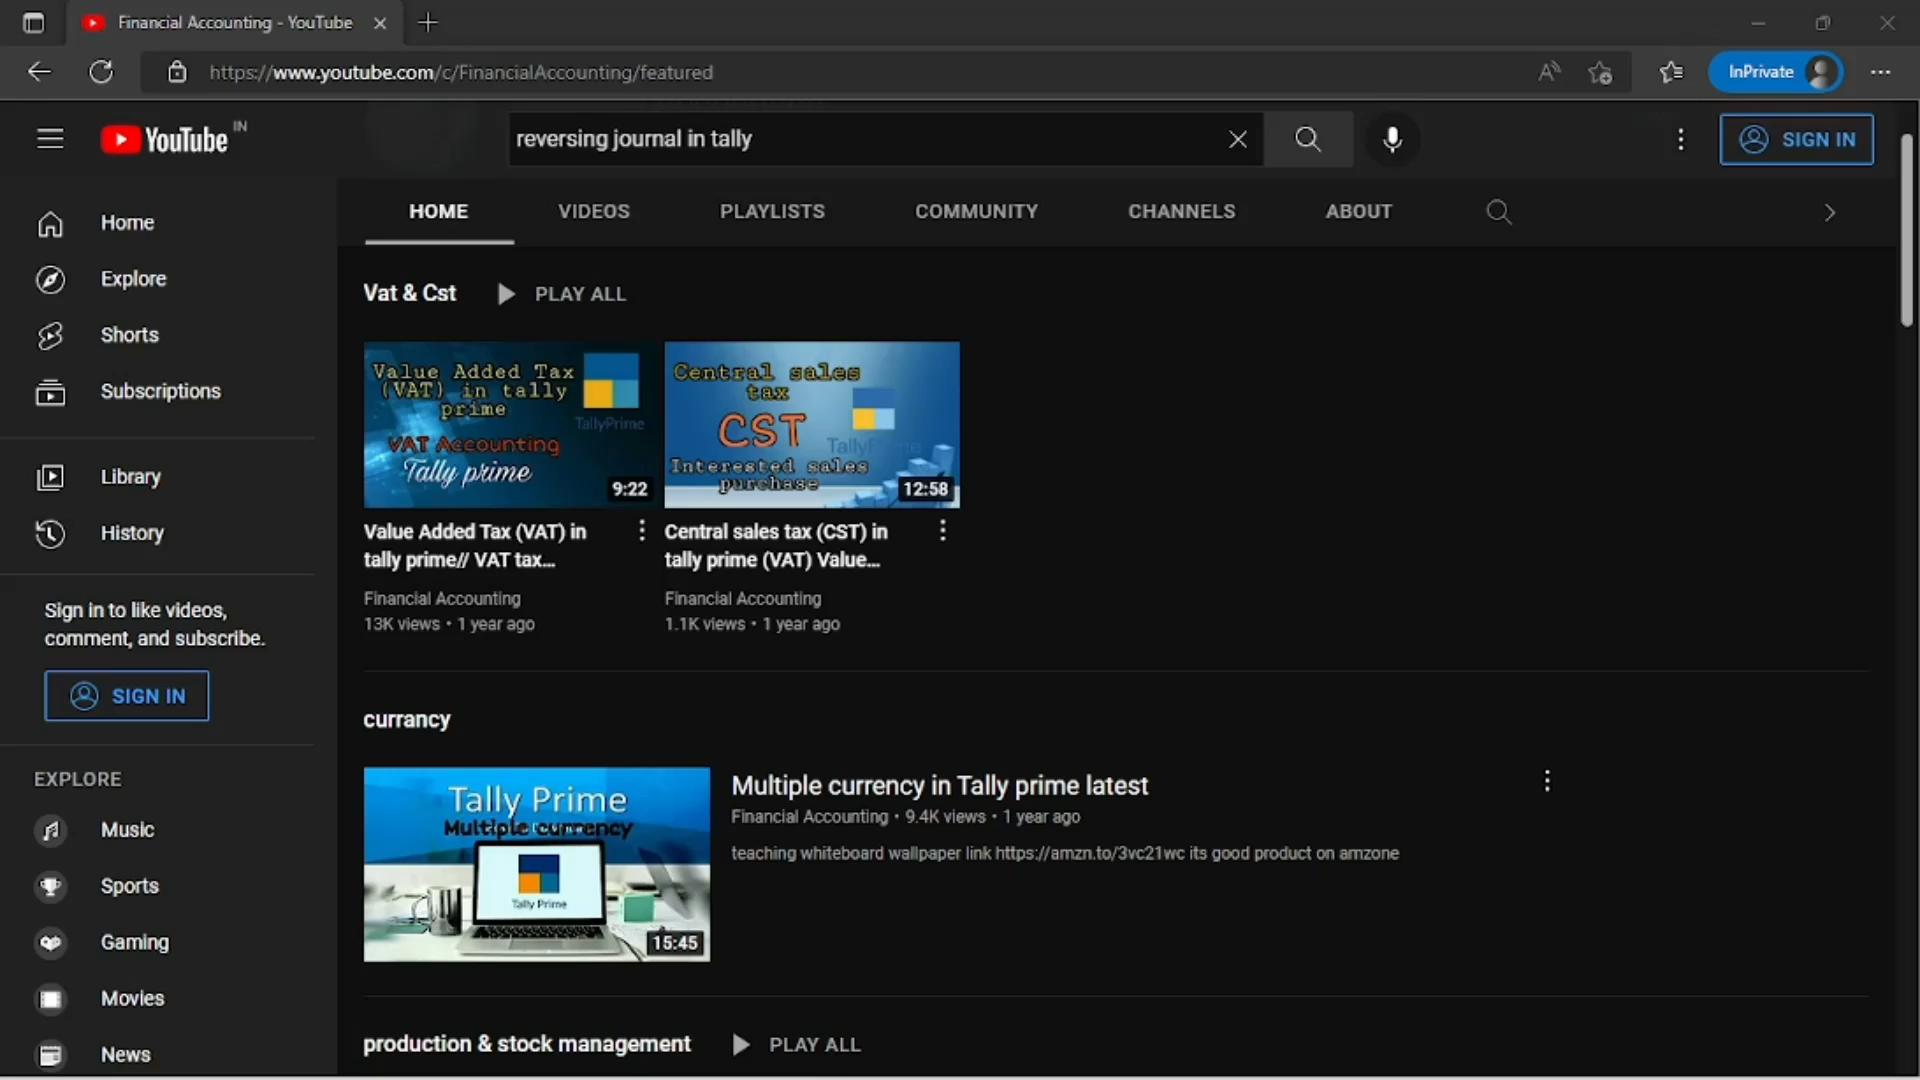 Financial Accounting - YouTube
https://www.youtube.com/c/FinancialAccounting/featured
InPrivate
YouTube IN
reversing journal in tally
SIGN IN
HOME VIDEOS PLAYLISTS COMMUNITY CHANNELS ABOUT
Home
Explore
Shorts
Subscriptions
Library
History
Sign in to like videos,
comment, and subscribe.
SIGN IN
EXPLORE
Music
Sports
Gaming
Movies
News
Vat & Cst PLAY ALL
Value Added Tax
(VAT) in tally
prime
TallyPrime
VAT Accounting
Tally prime
9:22
Value Added Tax (VAT) in
tally prime// VAT tax...
Financial Accounting
13K views • 1 year ago
Central sales
tax
CST
Interested sales
purchase
12:58
Central sales tax (CST) in
tally prime (VAT) Value...
Financial Accounting
1.1K views • 1 year ago
currancy
Tally Prime
Multiple currency
Tally Prime
15:45
Multiple currency in Tally prime latest
Financial Accounting • 9.4K views • 1 year ago
teaching whiteboard wallpaper link https://amzn.to/3vc21wc its good product on amzone
production & stock management PLAY ALL